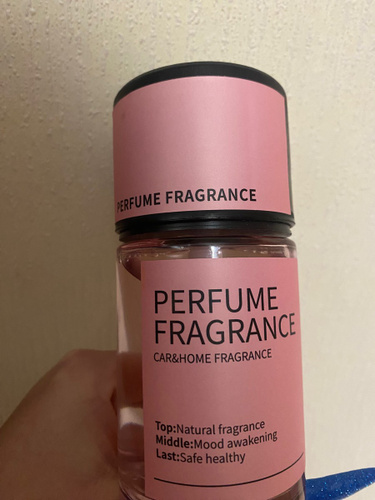 PERFUME FRAGRANCE
PERFUME
FRAGRANCE
CAR&HOME FRAGRANCE
Top:Natural fragrance
Middle:Mood awakening
Last:Safe healthy